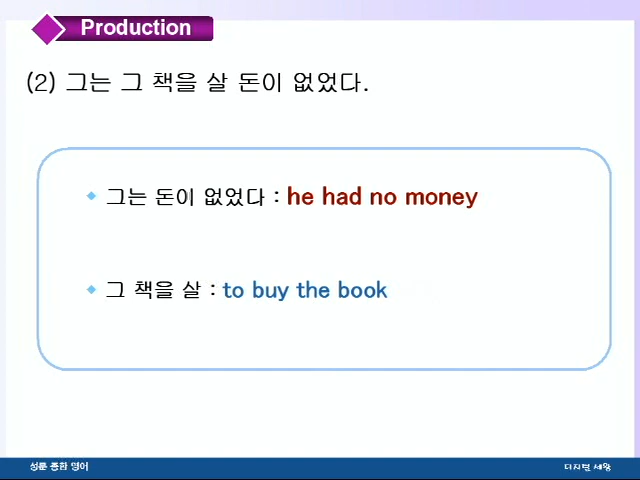 Production
(2) 그는 그 책을 살 돈이 없었다.
그는 돈이 없었다 : he had no money
그 책을 살 : to buy the book
성문 종합 영어
디지털 세왕